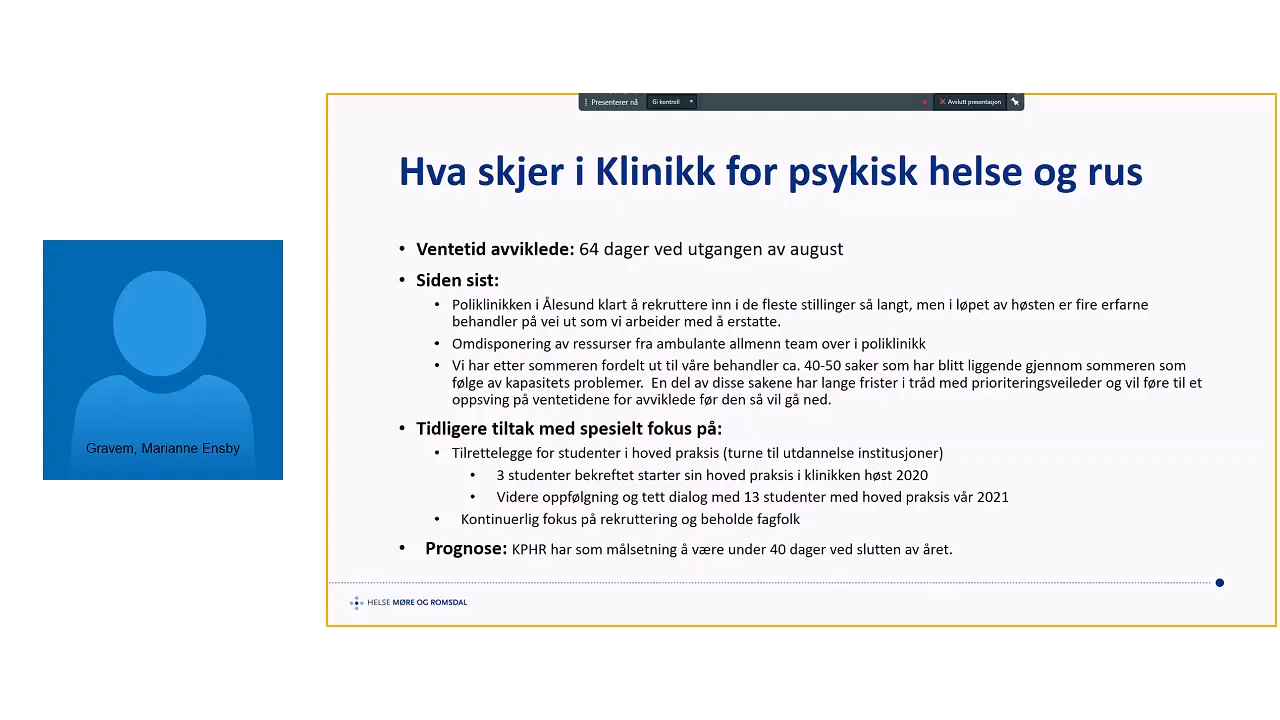 Presenterer nå
Gi kontroll
Avslutt presentasjon
Hva skjer i Klinikk for psykisk helse og rus
• Ventetid avviklede: 64 dager ved utgangen av august
• Siden sist:
• Poliklinikken i Ålesund klart å rekruttere inn i de fleste stillinger så langt, men i løpet av høsten er fire erfarne
behandler på vei ut som vi arbeider med å erstatte.
• Omdisponering av ressurser fra ambulante allmenn team over i poliklinikk
• Vi har etter sommeren fordelt ut til våre behandler ca. 40-50 saker som har blitt liggende gjennom sommeren som
følge av kapasitets problemer. En del av disse sakene har lange frister i tråd med prioriteringsveileder og vil føre til et
oppsving på ventetidene for avviklede før den så vil gå ned.
• Tidligere tiltak med spesielt fokus på:
• Tilrettelegge for studenter i hoved praksis (turne til utdannelse institusjoner)
• 3 studenter bekreftet starter sin hoved praksis i klinikken høst 2020
• Videre oppfølgning og tett dialog med 13 studenter med hoved praksis vår 2021
• Kontinuerlig fokus på rekruttering og beholde fagfolk
• Prognose: KPHR har som målsetning å være under 40 dager ved slutten av året.
HELSE MØRE OG ROMSDAL
Gravem, Marianne Ensby